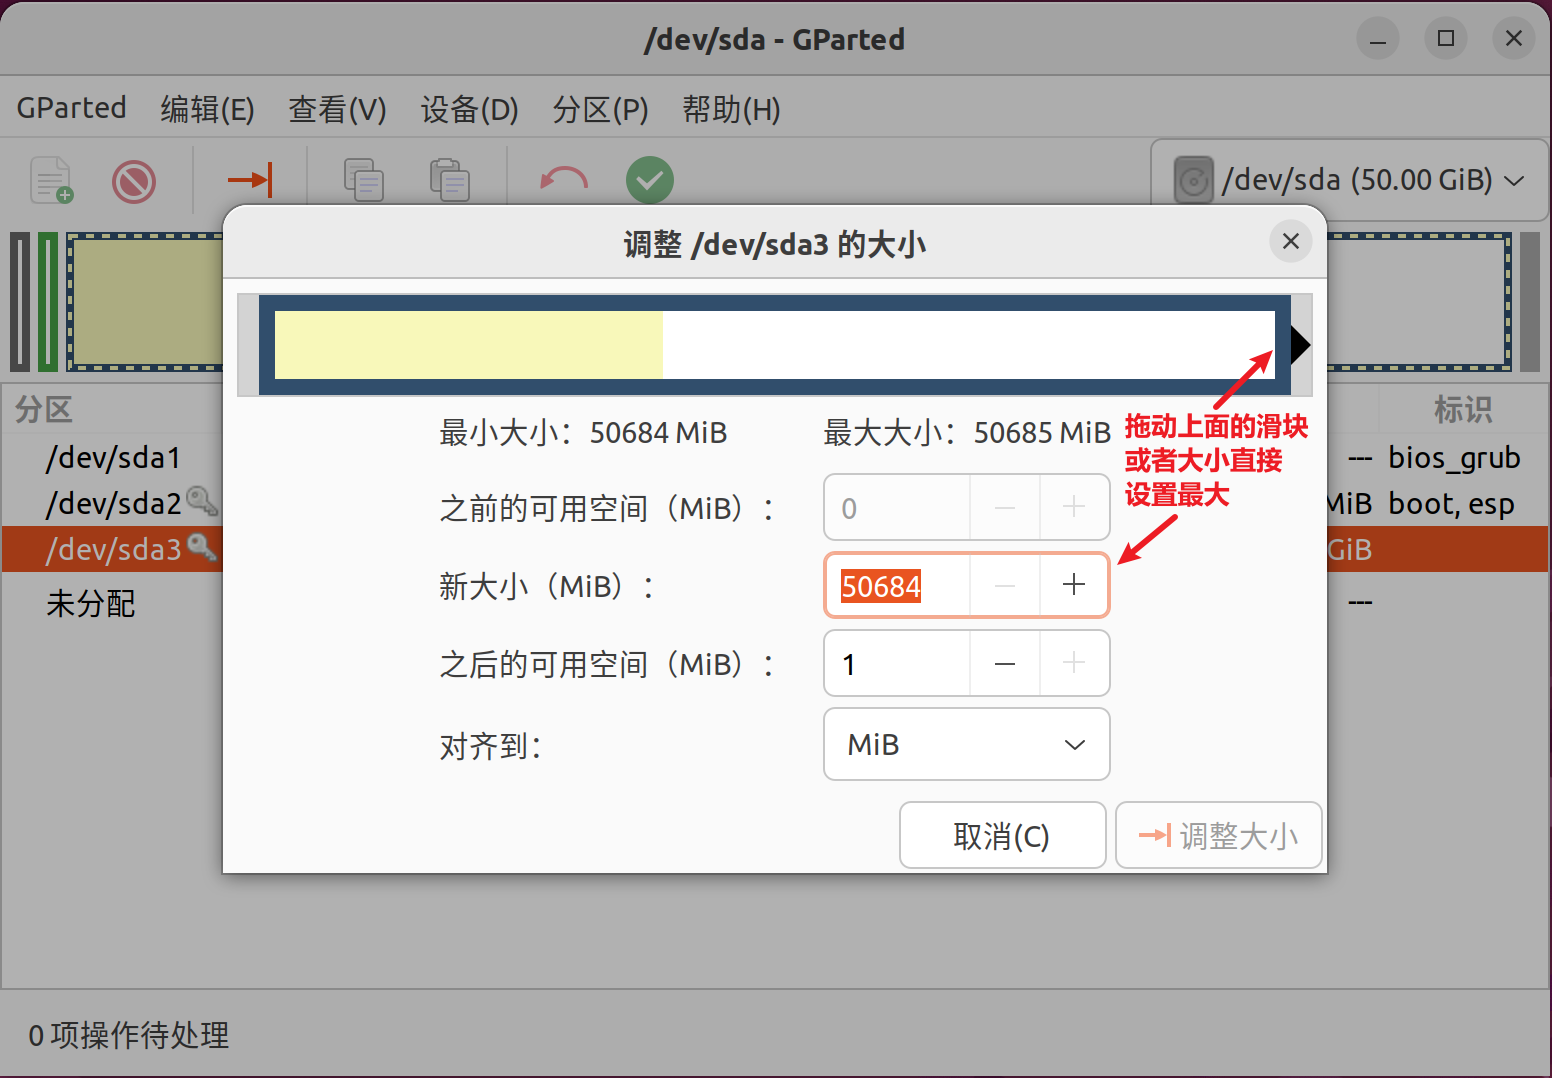 /dev/sda - GParted
GParted 编辑(E) 查看(V) 设备(D) 分区(P) 帮助(H)
/dev/sda (50.00 GiB)
调整 /dev/sda3 的大小
最小大小：50684 MiB 最大大小：50685 MiB
之前的可用空间（MiB）： 0
新大小（MiB）： 50684
之后的可用空间（MiB）： 1
对齐到： MiB
取消(C) 调整大小
拖动上面的滑块
或者大小直接
设置最大
分区 标识
/dev/sda1 --- bios_grub
/dev/sda2 MiB boot, esp
/dev/sda3 GiB
未分配 ---
0 项操作待处理